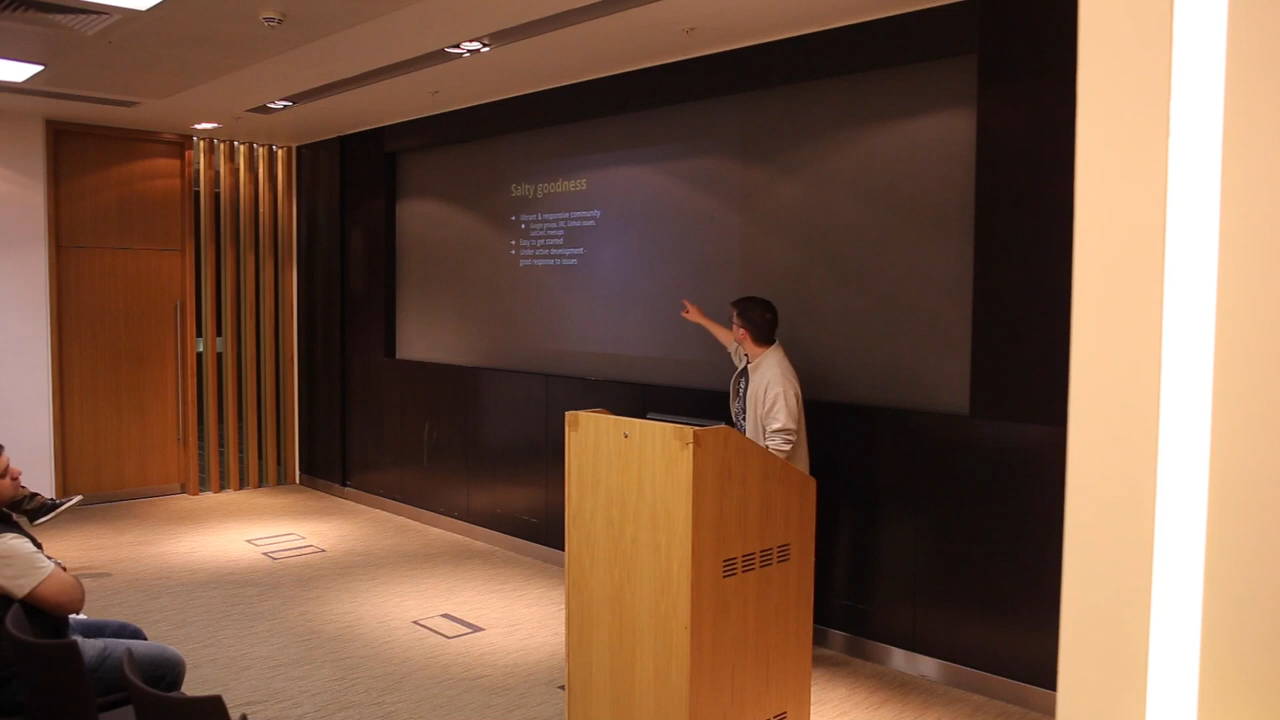 Salty goodness
Vibrant & responsive community
Google groups, IRC, Github issues,
SaltConf, meetups
Easy to get started
Under active development -
good response to issues